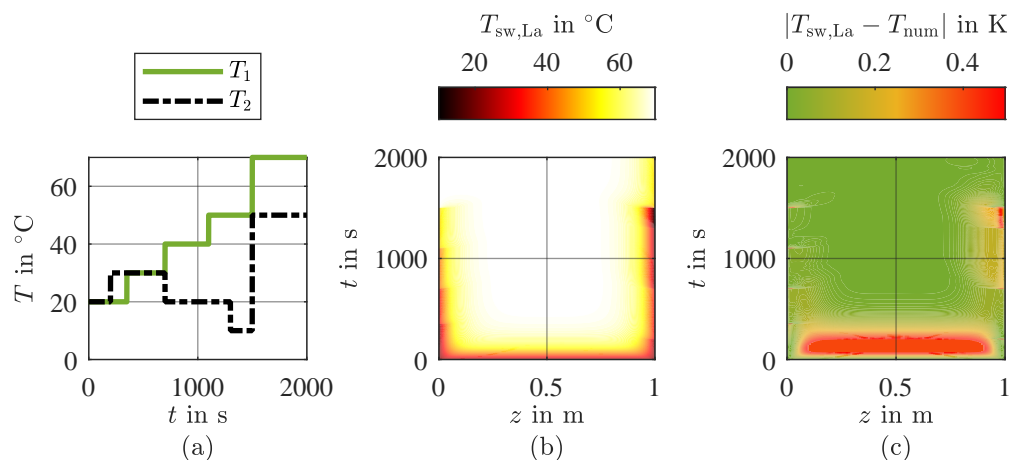 T_sw,La in °C
|T_sw,La − T_num| in K
20 40 60
0 0.2 0.4
T_1
T_2
60
40
20
0
T in °C
0 1000 2000
t in s
(a)
2000
1000
0
t in s
0 0.5 1
z in m
(b)
2000
1000
0
t in s
0 0.5 1
z in m
(c)